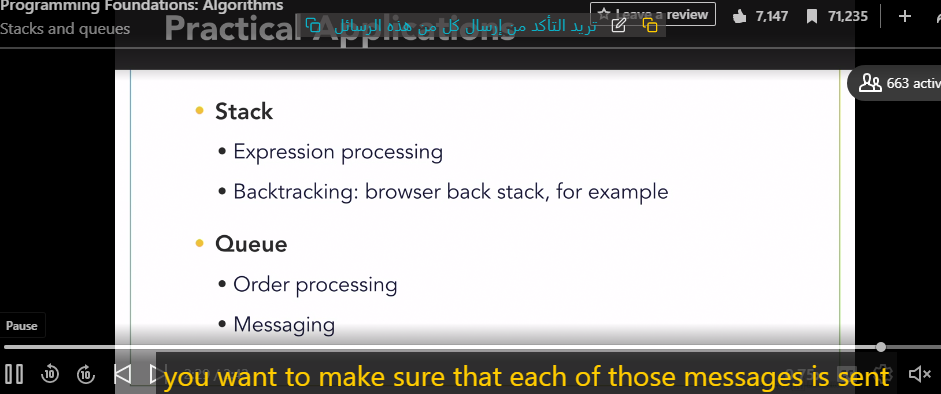 Programming Foundations: Algorithms
Stacks and queues
Practical Applications
تريد التأكد من إرسال كل من هذه الرسائل
Leave a review
7,147
71,235
663 activ
Stack
Expression processing
Backtracking: browser back stack, for example
Queue
Order processing
Messaging
Pause
10
10
you want to make sure that each of those messages is sent